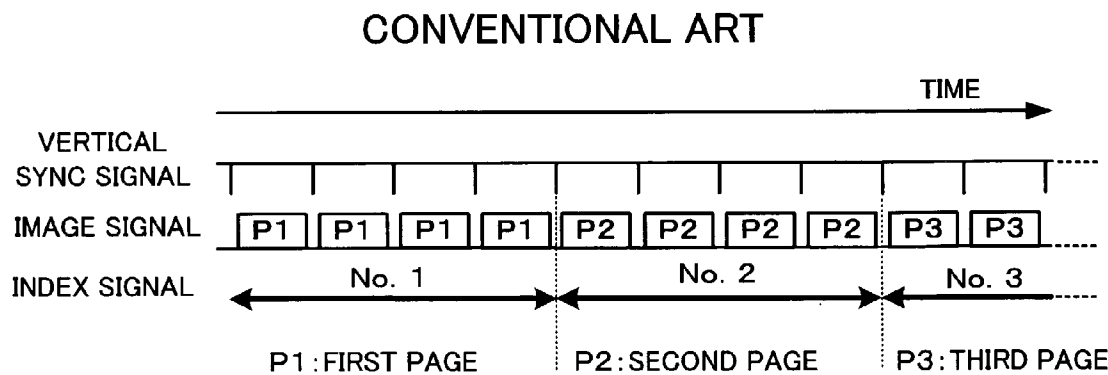 CONVENTIONAL ART
TIME
VERTICAL
SYNC SIGNAL
IMAGE SIGNAL P1 P1 P1 P1 P2 P2 P2 P2 P3 P3
INDEX SIGNAL No. 1 No. 2 No. 3
P1:FIRST PAGE P2:SECOND PAGE P3:THIRD PAGE